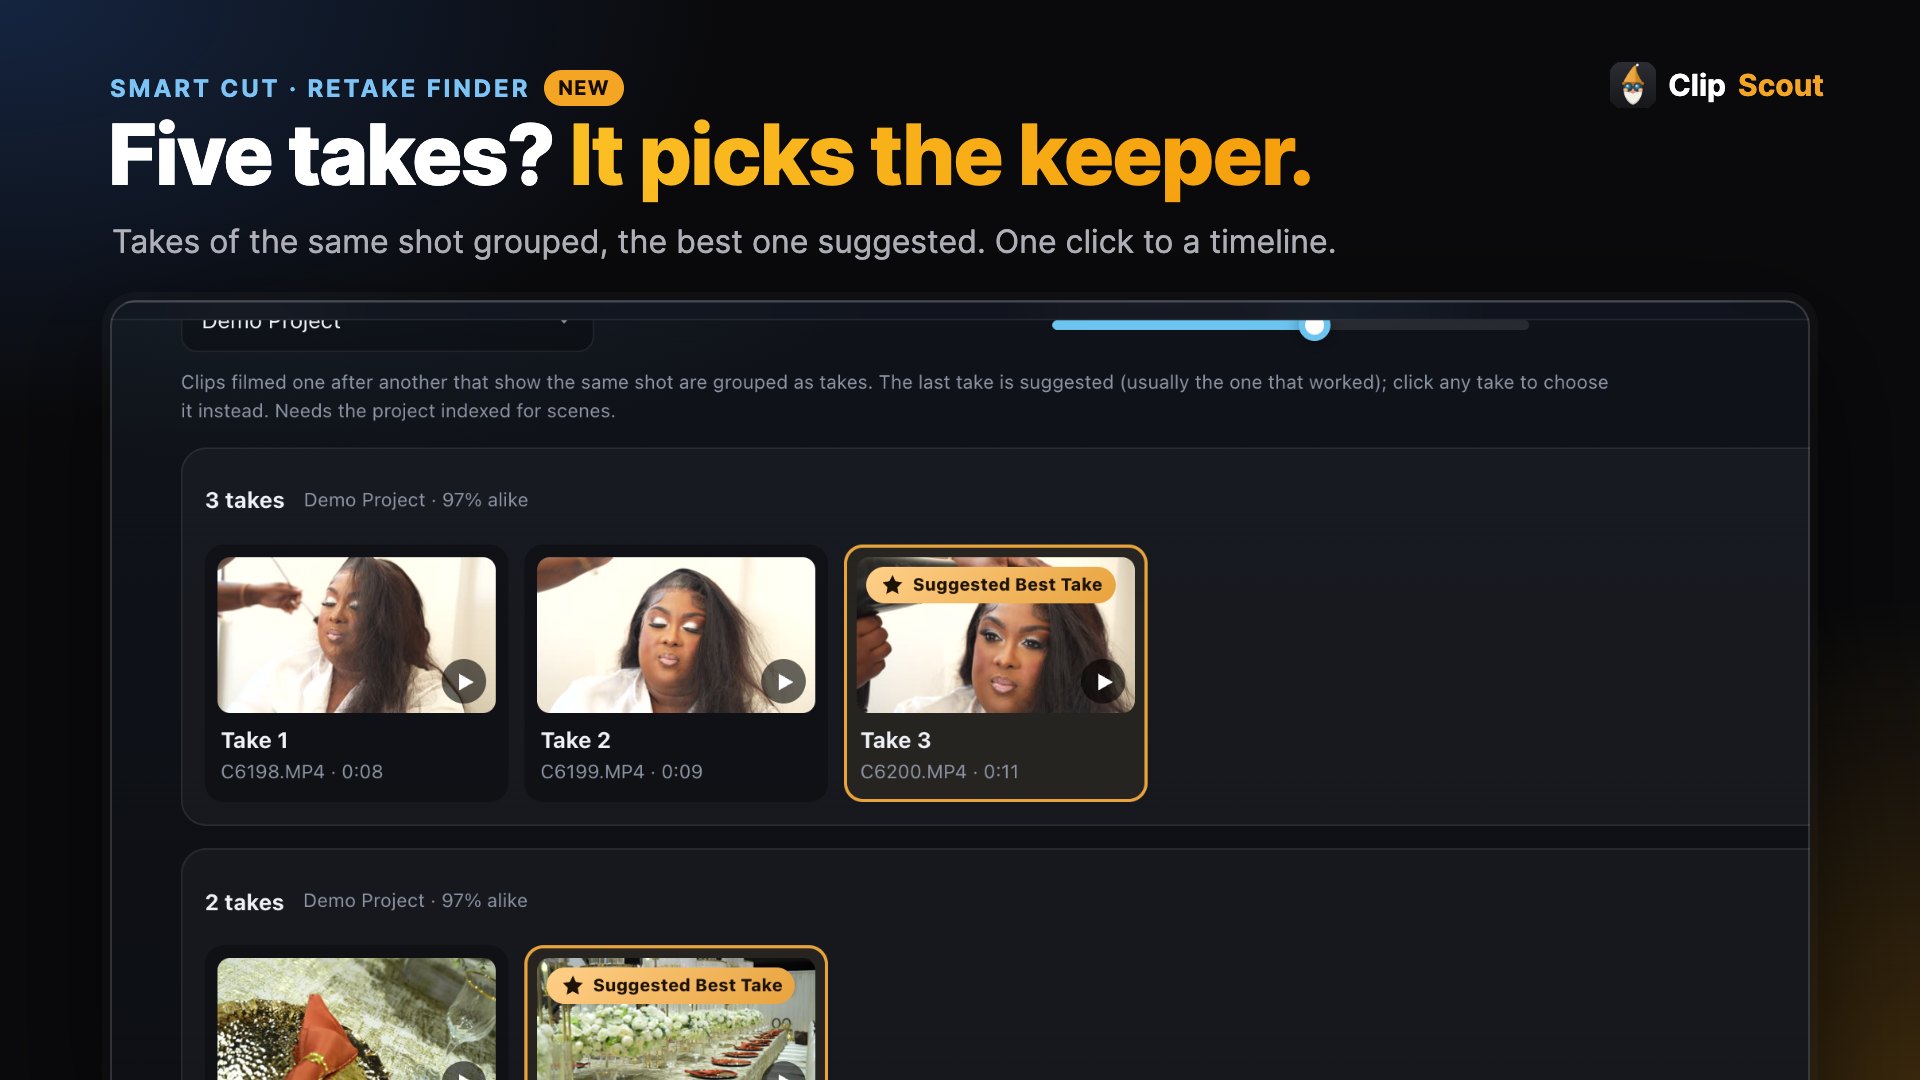 SMART CUT · RETAKE FINDER NEW
Clip Scout
Five takes? It picks the keeper.
Takes of the same shot grouped, the best one suggested. One click to a timeline.
Demo Project
Clips filmed one after another that show the same shot are grouped as takes. The last take is suggested (usually the one that worked); click any take to choose
it instead. Needs the project indexed for scenes.
3 takes Demo Project · 97% alike
Suggested Best Take
Take 1
C6198.MP4 · 0:08
Take 2
C6199.MP4 · 0:09
Take 3
C6200.MP4 · 0:11
2 takes Demo Project · 97% alike
Suggested Best Take